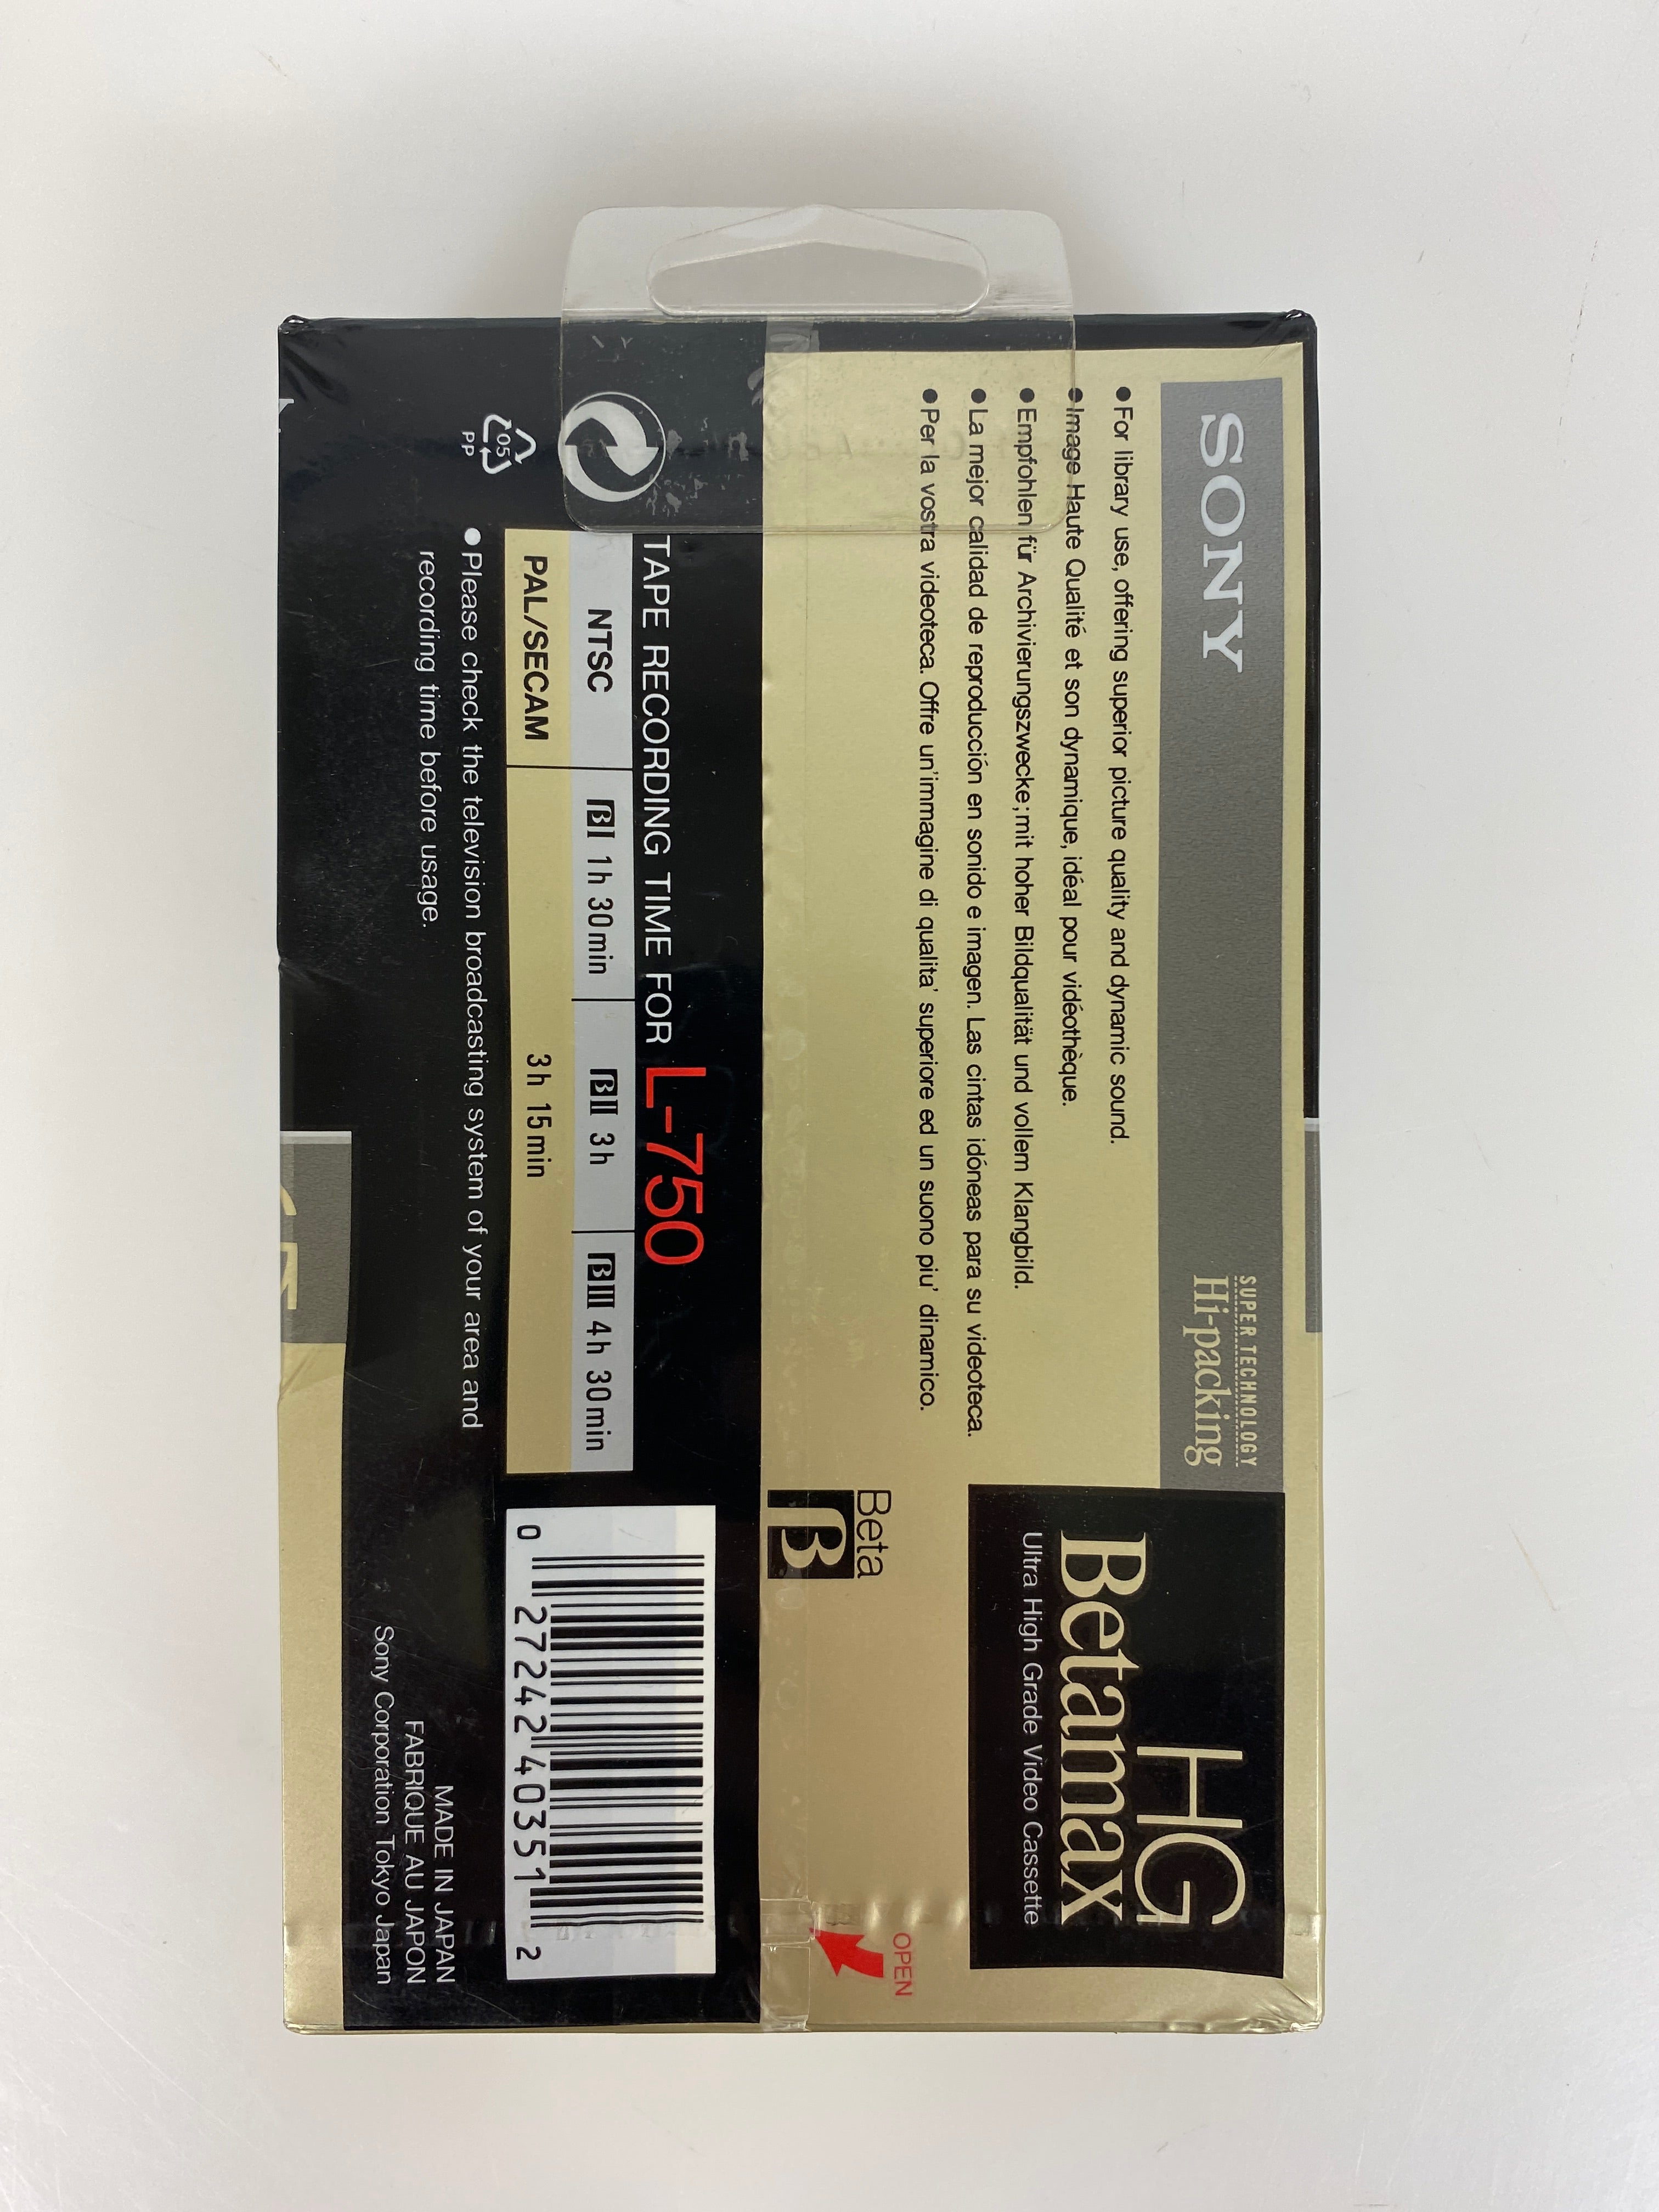 SONY
SUPER TECHNOLOGY
Hi-packing
HG
Betamax
Ultra High Grade Video Cassette
●For library use, offering superior picture quality and dynamic sound.
●Image Haute Qualité et son dynamique, idéal pour vidéothèque.
●Empfohlen für Archivierungszwecke; mit hoher Bildqualität und vollem Klangbild.
●La mejor calidad de reproducción en sonido e imagen. Las cintas idóneas para su videoteca.
●Per la vostra videoteca. Offre un'immagine di qualita' superiore ed un suono piu' dinamico.
Beta
β
OPEN
TAPE RECORDING TIME FOR L-750
NTSC βI 1h 30min βII 3h βIII 4h 30min
PAL/SECAM 3h 15min
05
PP
●Please check the television broadcasting system of your area and
recording time before usage.
0 27242 40351 2
MADE IN JAPAN
FABRIQUE AU JAPON
Sony Corporation Tokyo Japan